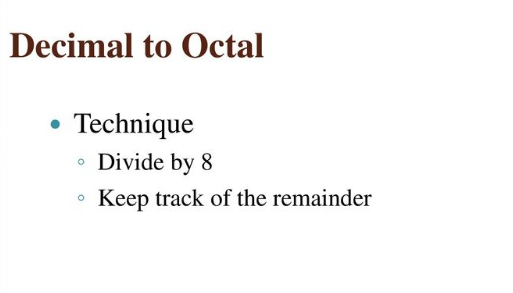 Decimal to Octal
Technique
Divide by 8
Keep track of the remainder